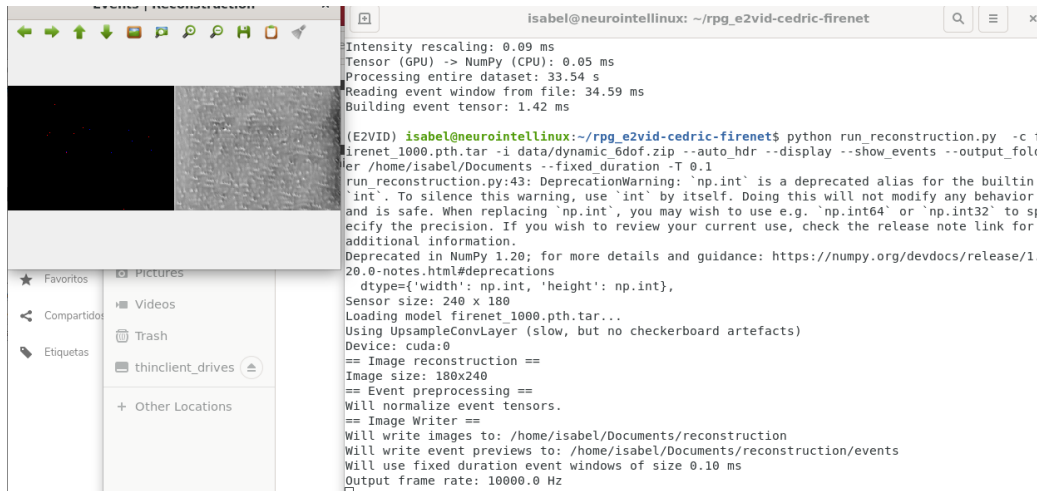 Events | Reconstruction
Favoritos
Compartidos
Etiquetas
Pictures
Videos
Trash
thinclient_drives
+ Other Locations
isabel@neurointellinux: ~/rpg_e2vid-cedric-firenet
Intensity rescaling: 0.09 ms
Tensor (GPU) -> NumPy (CPU): 0.05 ms
Processing entire dataset: 33.54 s
Reading event window from file: 34.59 ms
Building event tensor: 1.42 ms
(E2VID) isabel@neurointellinux:~/rpg_e2vid-cedric-firenet$ python run_reconstruction.py  -c f
irenet_1000.pth.tar -i data/dynamic_6dof.zip --auto_hdr --display --show_events --output_fold
er /home/isabel/Documents --fixed_duration -T 0.1
run_reconstruction.py:43: DeprecationWarning: `np.int` is a deprecated alias for the builtin
`int`. To silence this warning, use `int` by itself. Doing this will not modify any behavior
and is safe. When replacing `np.int`, you may wish to use e.g. `np.int64` or `np.int32` to sp
ecify the precision. If you wish to review your current use, check the release note link for
additional information.
Deprecated in NumPy 1.20; for more details and guidance: https://numpy.org/devdocs/release/1.
20.0-notes.html#deprecations
  dtype={'width': np.int, 'height': np.int},
Sensor size: 240 x 180
Loading model firenet_1000.pth.tar...
Using UpsampleConvLayer (slow, but no checkerboard artefacts)
Device: cuda:0
== Image reconstruction ==
Image size: 180x240
== Event preprocessing ==
Will normalize event tensors.
== Image Writer ==
Will write images to: /home/isabel/Documents/reconstruction
Will write event previews to: /home/isabel/Documents/reconstruction/events
Will use fixed duration event windows of size 0.10 ms
Output frame rate: 10000.0 Hz